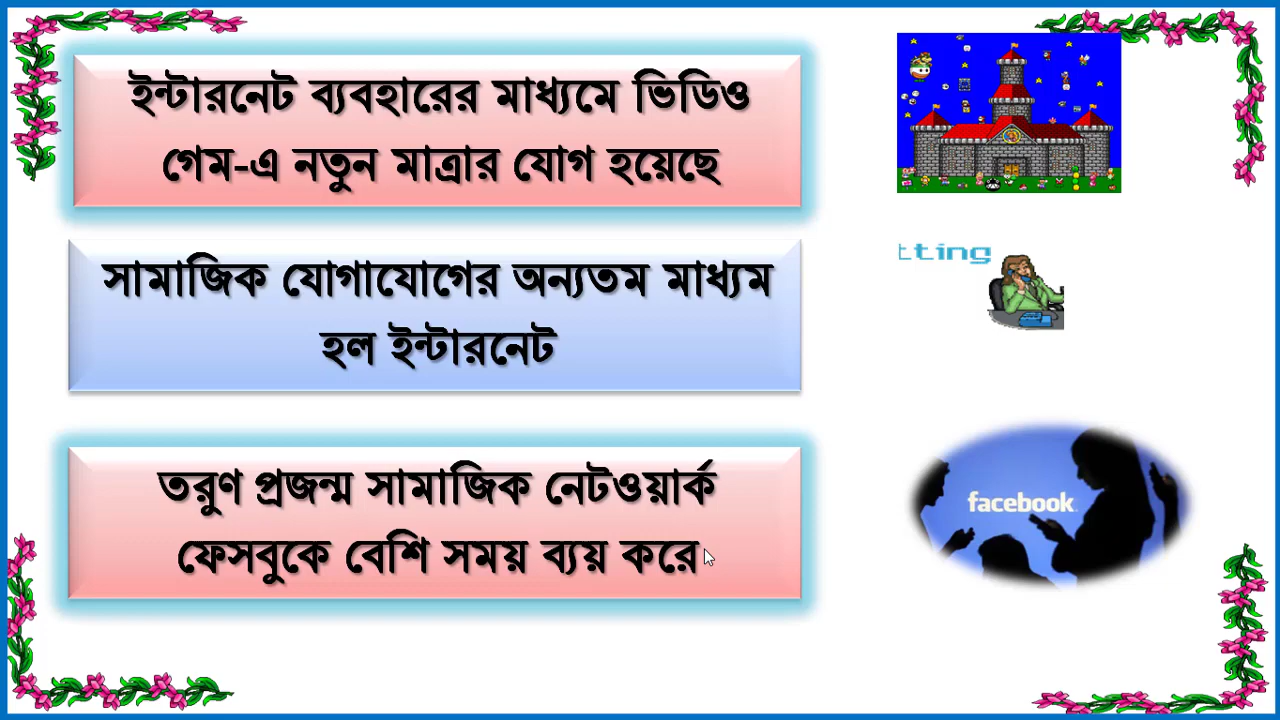 ইন্টারনেট ব্যবহারের মাধ্যমে ভিডিও
মাত্রার যোগ হয়েছে
tting
সামাজিক যোগাযোগের অন্যতম মাধ্যম
হল ইন্টারনেট
তরুণ প্রজন্ম সামাজিক নেটওয়ার্ক
ফেসবুকে বেশি সময় ব্যয় করে
facebook